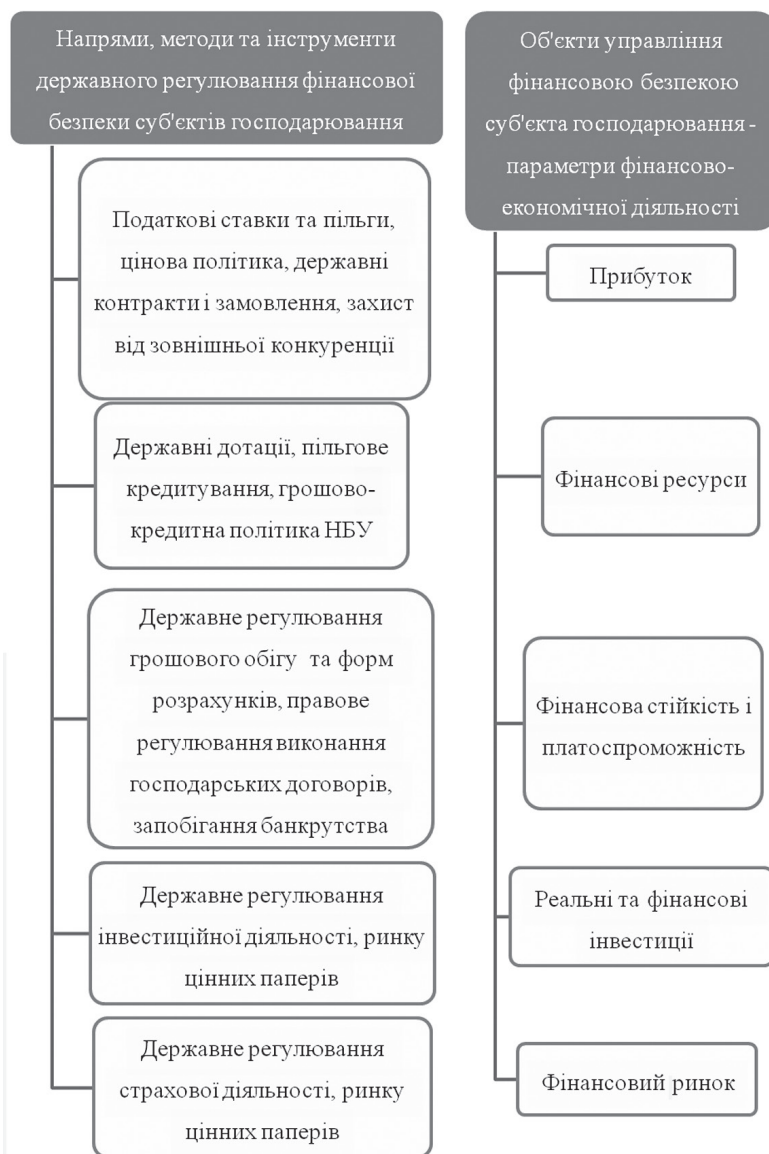 Напрями, методи та інструменти
державного регулювання фінансової
безпеки суб'єктів господарювання
Податкові ставки та пільги,
цінова політика, державні
контракти і замовлення, захист
від зовнішньої конкуренції
Державні дотації, пільгове
кредитування, грошово-
кредитна політика НБУ
Державне регулювання
грошового обігу та форм
розрахунків, правове
регулювання виконання
господарських договорів,
запобігання банкрутства
Державне регулювання
інвестиційної діяльності, ринку
цінних паперів
Державне регулювання
страхової діяльності, ринку
цінних паперів
Об'єкти управління
фінансовою безпекою
суб'єкта господарювання -
параметри фінансово-
економічної діяльності
Прибуток
Фінансові ресурси
Фінансова стійкість і
платоспроможність
Реальні та фінансові
інвестиції
Фінансовий ринок